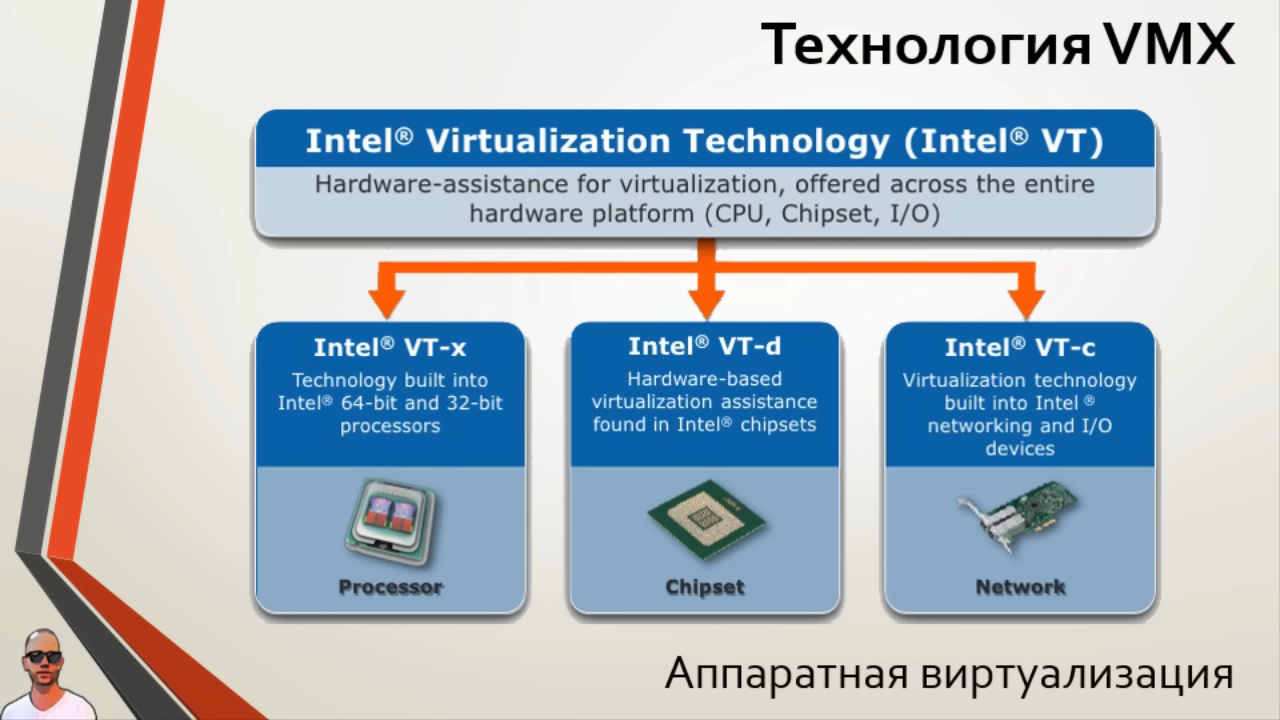 Технология VMX
Intel® Virtualization Technology (Intel® VT)
Hardware-assistance for virtualization, offered across the entire
hardware platform (CPU, Chipset, I/O)
Intel® VT-x
Technology built into
Intel® 64-bit and 32-bit
processors
Processor
Intel® VT-d
Hardware-based
virtualization assistance
found in Intel® chipsets
Chipset
Intel® VT-c
Virtualization technology
built into Intel ®
networking and I/O
devices
Network
Аппаратная виртуализация